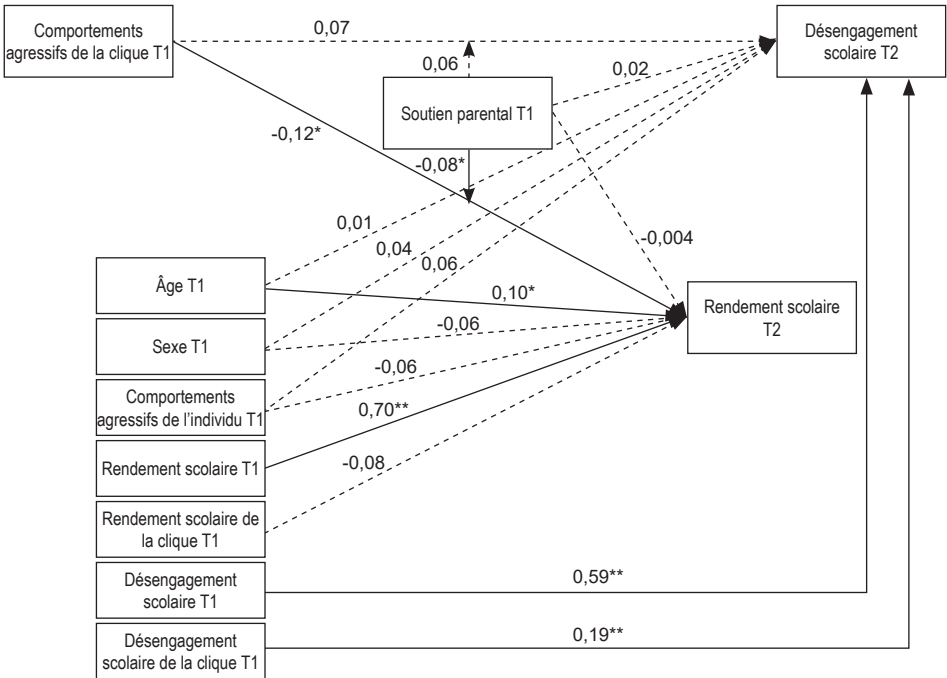 Comportements
agressifs de la clique T1
0,07
Désengagement
scolaire T2
0,06
0,02
Soutien parental T1
-0,12*
-0,08*
0,01
0,04
0,06
-0,004
Âge T1
0,10*
Rendement scolaire
T2
Sexe T1
-0,06
Comportements
agressifs de l'individu T1
-0,06
0,70**
Rendement scolaire T1
-0,08
Rendement scolaire de
la clique T1
Désengagement
scolaire T1
0,59**
Désengagement
scolaire de la clique T1
0,19**